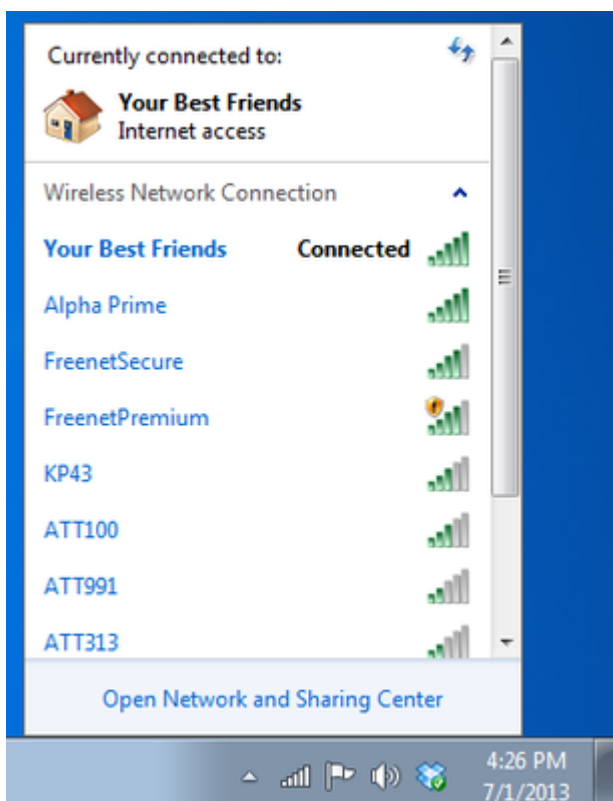 Currently connected to:
Your Best Friends
Internet access
Wireless Network Connection
Your Best Friends Connected
Alpha Prime
FreenetSecure
FreenetPremium
KP43
ATT100
ATT991
ATT313
Open Network and Sharing Center
4:26 PM
7/1/2013